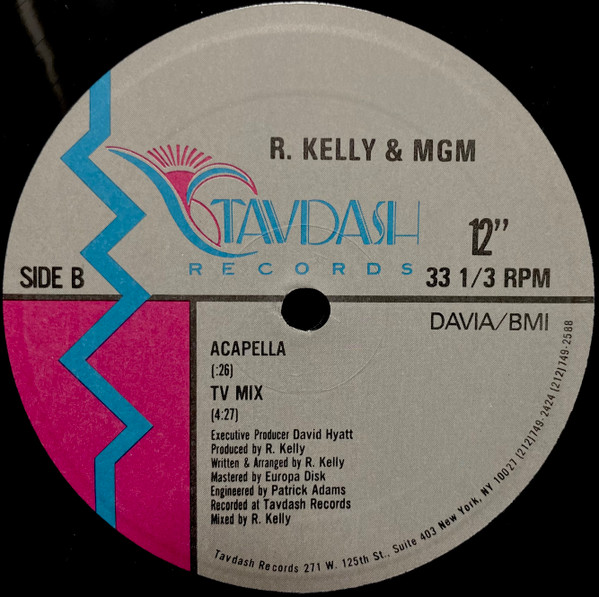 R. KELLY & MGM
TAVDASH
RECORDS
12”
SIDE B
33 1/3 RPM
DAVIA/BMI
ACAPELLA
(:26)
TV MIX
(4:27)
Executive Producer David Hyatt
Produced by R. Kelly
Written & Arranged by R. Kelly
Mastered by Europa Disk
Engineered by Patrick Adams
Recorded at Tavdash Records
Mixed by R. Kelly
Tavdash Records 271 W. 125th St., Suite 403 New York, NY 10027 (212)749-2424 (212)749-2588